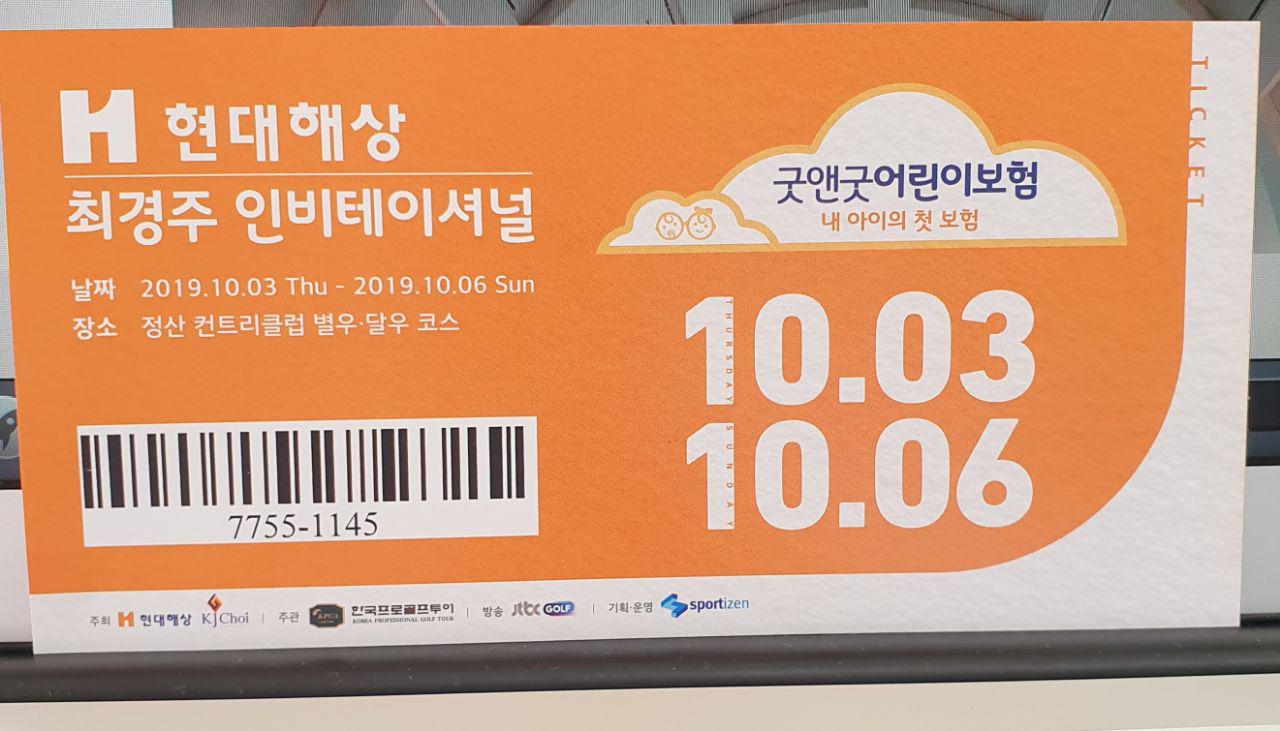 현대해상
최경주 인비테이셔널
날짜 2019.10.03 Thu - 2019.10.06 Sun
장소 정산 컨트리클럽 별우·달우 코스
7755-1145
굿앤굿어린이보험
내 아이의 첫 보험
10.03
THURSDAY
10.06
SUNDAY
TICKET
주최 현대해상 KJ Choi | 주관 KPGA 한국프로골프투어 | 방송 jtbc GOLF | 기획·운영 sportizen
KOREA PROFESSIONAL GOLF TOUR